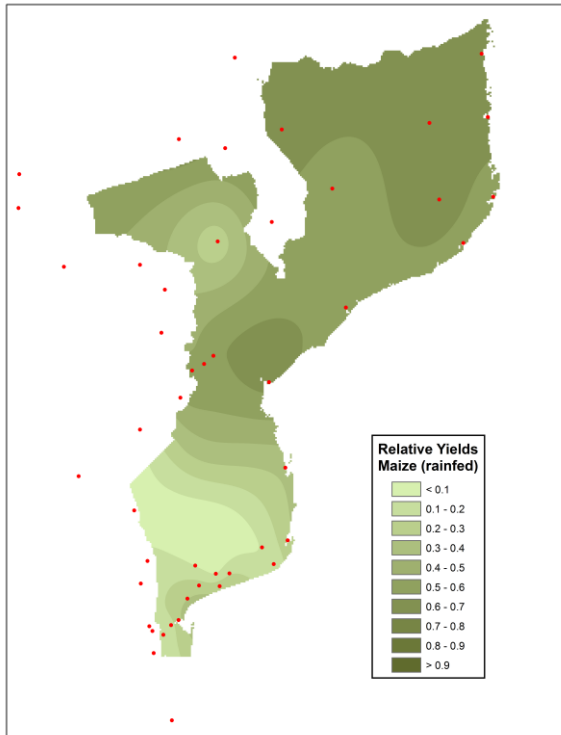 Relative Yields
Maize (rainfed)
< 0.1
0.1 - 0.2
0.2 - 0.3
0.3 - 0.4
0.4 - 0.5
0.5 - 0.6
0.6 - 0.7
0.7 - 0.8
0.8 - 0.9
> 0.9